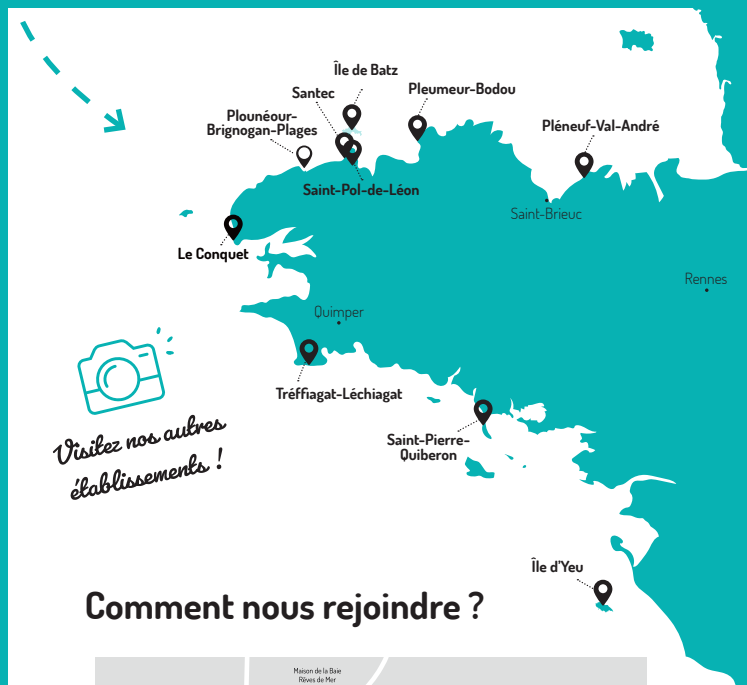 Île de Batz
Santec
Pleumeur-Bodou
Plounéour-
Brignogan-Plages
Pléneuf-Val-André
Saint-Pol-de-Léon
Saint-Brieuc
Le Conquet
Rennes
Quimper
Tréffiagat-Léchiagat
Visitez nos autres
établissements !
Saint-Pierre-
Quiberon
Île d'Yeu
Comment nous rejoindre ?
Maison de la Baie
Rêves de Mer